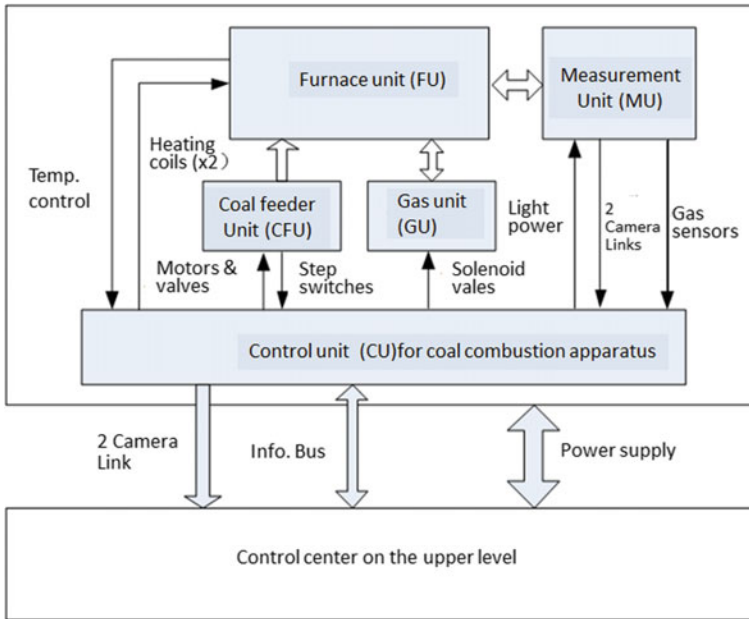 Furnace unit (FU)
Measurement
Unit (MU)
Heating
coils (x2)
Temp.
control
Coal feeder
Unit (CFU)
Gas unit
(GU)
Light
power
2
Camera
Links
Gas
sensors
Motors &
valves
Step
switches
Solenoid
vales
Control unit (CU)for coal combustion apparatus
2 Camera
Link
Info. Bus
Power supply
Control center on the upper level